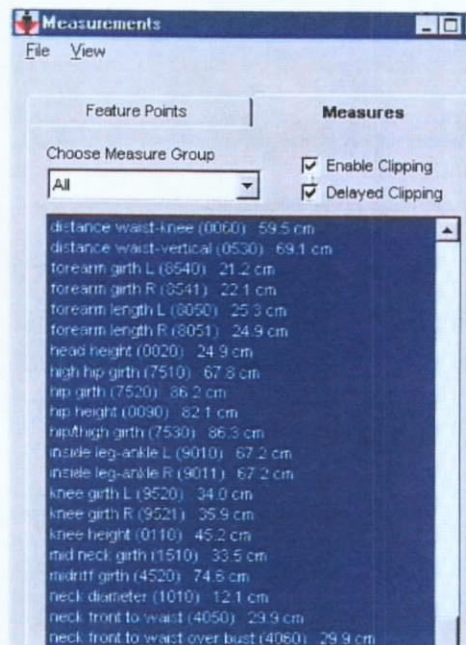 Measurements
File View
Feature Points Measures
Choose Measure Group
Enable Clipping
All
Delayed Clipping
distance waist-knee (0060) 59.5 cm
distance waist-vertical (0530) 69.1 cm
forearm girth L (8540) 21.2 cm
forearm girth R (8541) 22.1 cm
forearm length L (8050) 25.3 cm
forearm length R (8051) 24.9 cm
head height (0020) 24.9 cm
high hip girth (7510) 67.8 cm
hip girth (7520) 86.2 cm
hip height (0090) 82.1 cm
hip/thigh girth (7530) 86.3 cm
inside leg-ankle L (9010) 67.2 cm
inside leg-ankle R (9011) 67.2 cm
knee girth L (9520) 34.0 cm
knee girth R (9521) 35.9 cm
knee height (0110) 45.2 cm
mid neck girth (1510) 33.5 cm
midriff girth (4520) 74.6 cm
neck diameter (1010) 12.1 cm
neck front to waist (4050) 29.9 cm
neck front to waist over bust (4060) 29.9 cm